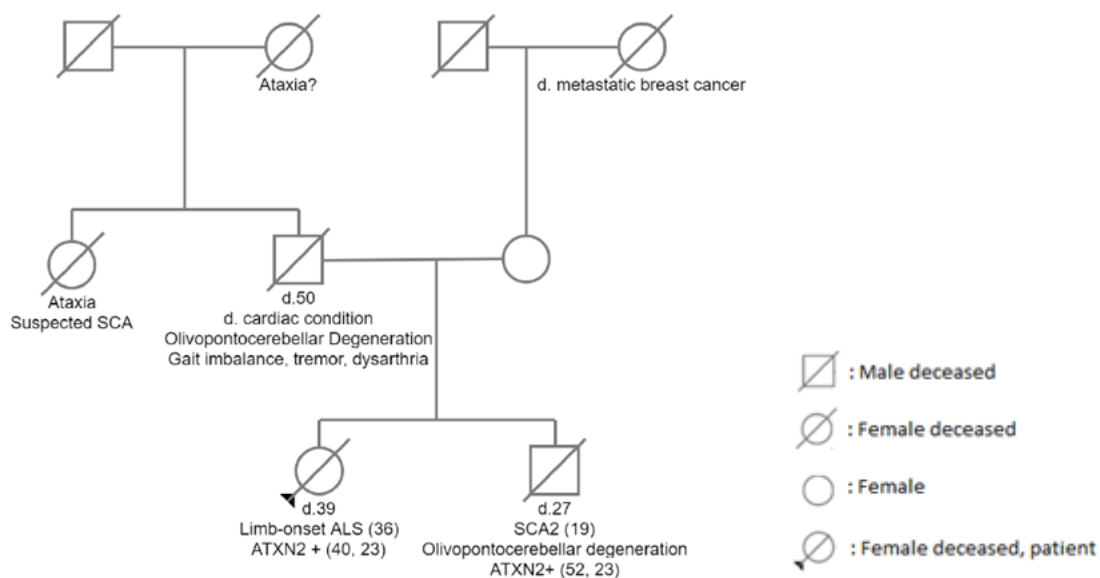 Ataxia?
d. metastatic breast cancer
Ataxia
Suspected SCA
d.50
d. cardiac condition
Olivopontocerebellar Degeneration
Gait imbalance, tremor, dysarthria
d.39
Limb-onset ALS (36)
ATXN2 + (40, 23)
d.27
SCA2 (19)
Olivopontocerebellar degeneration
ATXN2+ (52, 23)
: Male deceased
: Female deceased
: Female
: Female deceased, patient